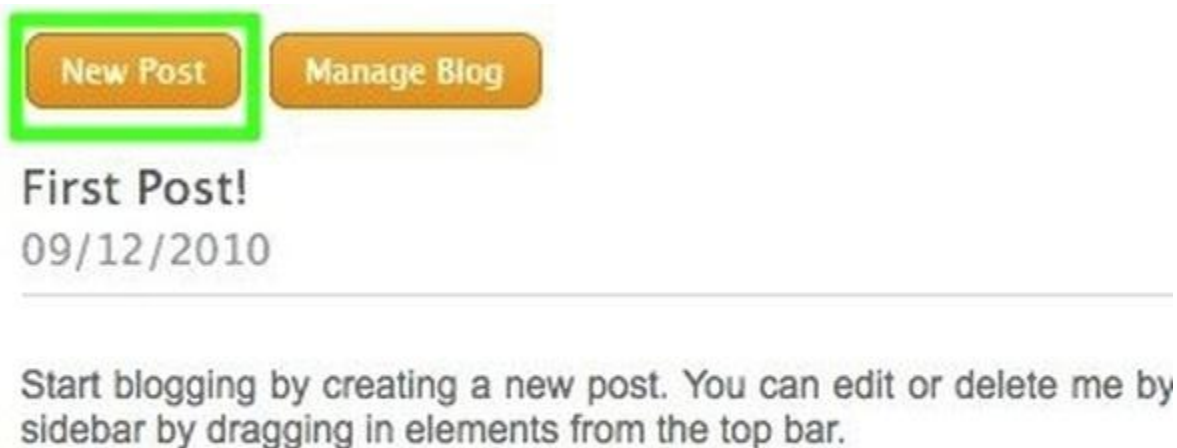 New Post Manage Blog
First Post!
09/12/2010
Start blogging by creating a new post. You can edit or delete me by
sidebar by dragging in elements from the top bar.